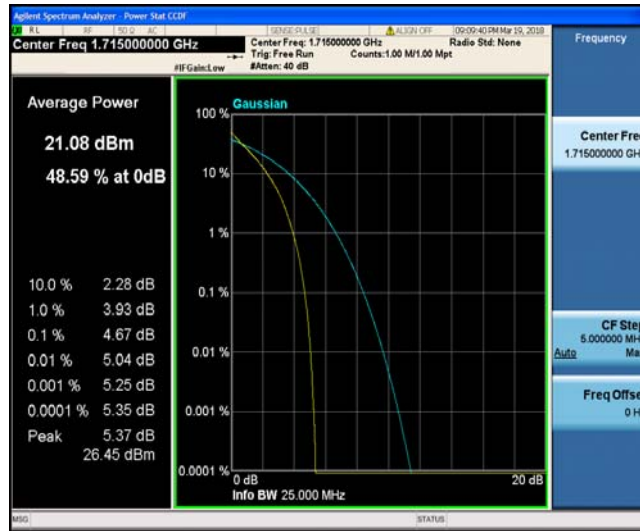 Agilent Spectrum Analyzer - Power Stat CCDF
RL RF 50 Ω AC SENSE:PULSE ALIGN OFF 09:09:40 PM Mar 19, 2018
Center Freq 1.715000000 GHz
Center Freq: 1.715000000 GHz Radio Std: None
Trig: Free Run Counts:1.00 M/1.00 Mpt
#IFGain:Low #Atten: 40 dB
Frequency
Average Power
21.08 dBm
48.59 % at 0dB
10.0 % 2.28 dB
1.0 % 3.93 dB
0.1 % 4.67 dB
0.01 % 5.04 dB
0.001 % 5.25 dB
0.0001 % 5.35 dB
Peak 5.37 dB
26.45 dBm
Gaussian
100 %
10 %
1 %
0.1 %
0.01 %
0.001 %
0.0001 %
0 dB 20 dB
Info BW 25.000 MHz
Center Fre
1.715000000 GH
CF Step
5.000000 MH
Auto Ma
Freq Offse
0 H
MSG STATUS